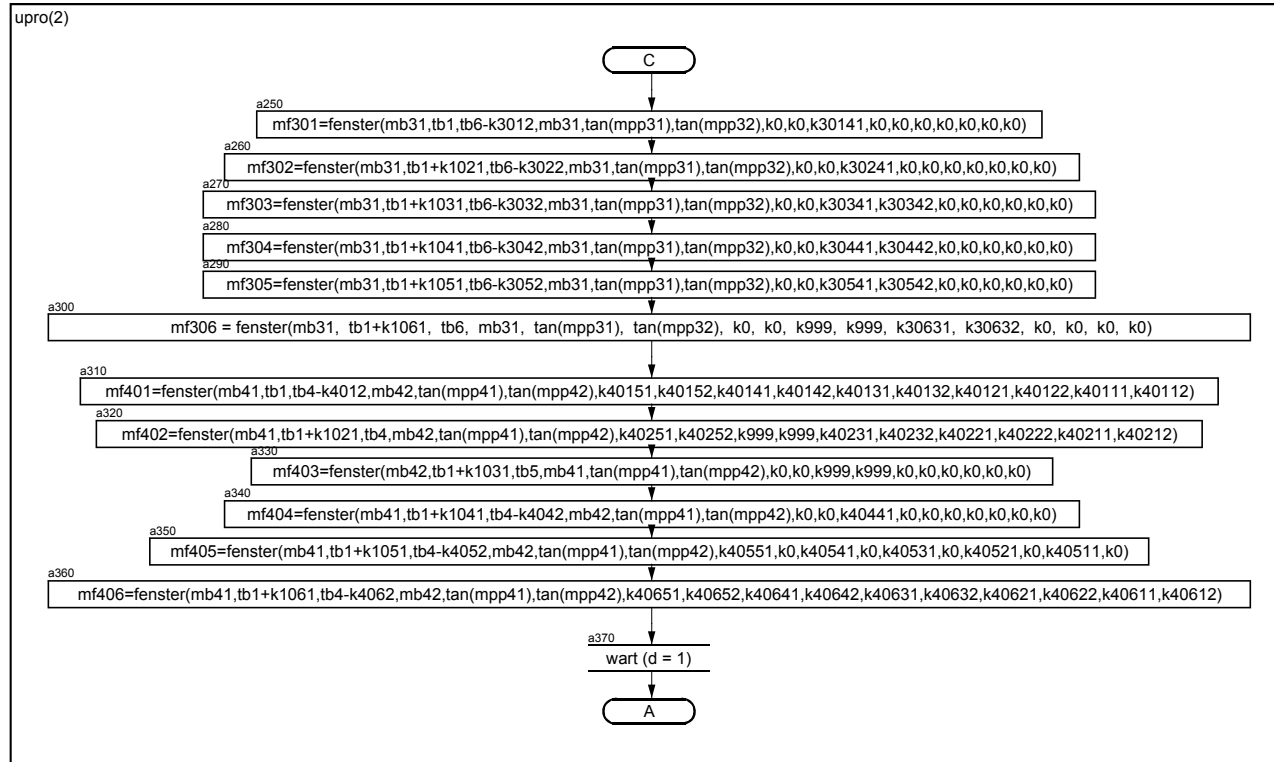 upro(2)
C
a250
mf301=fenster(mb31,tb1,tb6-k3012,mb31,tan(mpp31),tan(mpp32),k0,k0,k30141,k0,k0,k0,k0,k0,k0,k0)
a260
mf302=fenster(mb31,tb1+k1021,tb6-k3022,mb31,tan(mpp31),tan(mpp32),k0,k0,k30241,k0,k0,k0,k0,k0,k0,k0)
a270
mf303=fenster(mb31,tb1+k1031,tb6-k3032,mb31,tan(mpp31),tan(mpp32),k0,k0,k30341,k30342,k0,k0,k0,k0,k0,k0)
a280
mf304=fenster(mb31,tb1+k1041,tb6-k3042,mb31,tan(mpp31),tan(mpp32),k0,k0,k30441,k30442,k0,k0,k0,k0,k0,k0)
a290
mf305=fenster(mb31,tb1+k1051,tb6-k3052,mb31,tan(mpp31),tan(mpp32),k0,k0,k30541,k30542,k0,k0,k0,k0,k0,k0)
a300
mf306 = fenster(mb31, tb1+k1061, tb6, mb31, tan(mpp31), tan(mpp32), k0, k0, k999, k999, k30631, k30632, k0, k0, k0, k0)
a310
mf401=fenster(mb41,tb1,tb4-k4012,mb42,tan(mpp41),tan(mpp42),k40151,k40152,k40141,k40142,k40131,k40132,k40121,k40122,k40111,k40112)
a320
mf402=fenster(mb41,tb1+k1021,tb4,mb42,tan(mpp41),tan(mpp42),k40251,k40252,k999,k999,k40231,k40232,k40221,k40222,k40211,k40212)
a330
mf403=fenster(mb42,tb1+k1031,tb5,mb41,tan(mpp41),tan(mpp42),k0,k0,k999,k999,k0,k0,k0,k0,k0,k0)
a340
mf404=fenster(mb41,tb1+k1041,tb4-k4042,mb42,tan(mpp41),tan(mpp42),k0,k0,k40441,k0,k0,k0,k0,k0,k0,k0)
a350
mf405=fenster(mb41,tb1+k1051,tb4-k4052,mb42,tan(mpp41),tan(mpp42),k40551,k0,k40541,k0,k40531,k0,k40521,k0,k40511,k0)
a360
mf406=fenster(mb41,tb1+k1061,tb4-k4062,mb42,tan(mpp41),tan(mpp42),k40651,k40652,k40641,k40642,k40631,k40632,k40621,k40622,k40611,k40612)
a370
wart (d = 1)
A